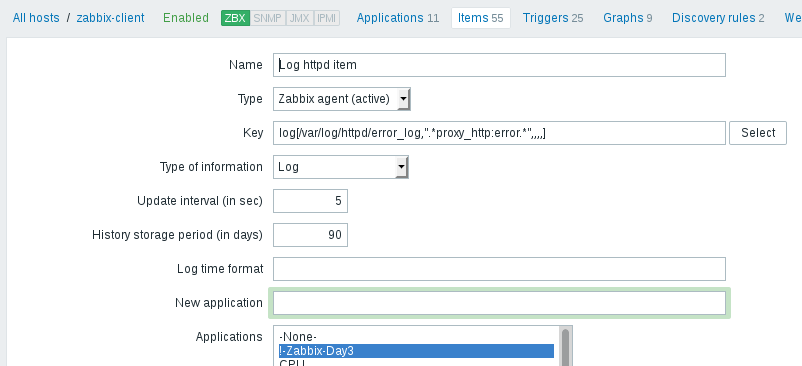 All hosts / zabbix-client Enabled ZBX SNMP JMX IPMI Applications 11 Items 55 Triggers 25 Graphs 9 Discovery rules 2 We
Name Log httpd item
Type Zabbix agent (active)
Key log[/var/log/httpd/error_log,".*proxy_http:error.*",,,,] Select
Type of information Log
Update interval (in sec) 5
History storage period (in days) 90
Log time format
New application
Applications -None-
!-Zabbix-Day3
CPU